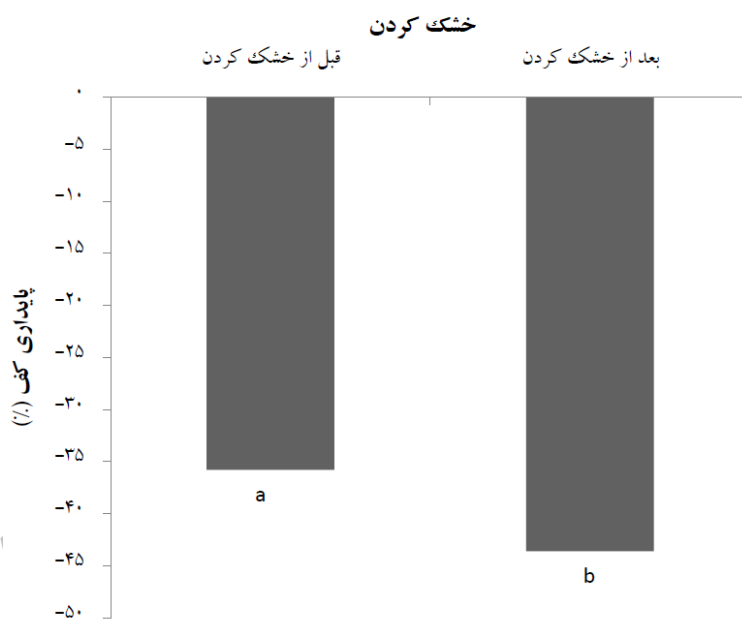 خشک کردن
قبل از خشک کردن
بعد از خشک کردن
۰
-۵
-۱۰
-۱۵
-۲۰
-۲۵
-۳۰
-۳۵
-۴۰
-۴۵
-۵۰
پایداری کف (٪)
a
b